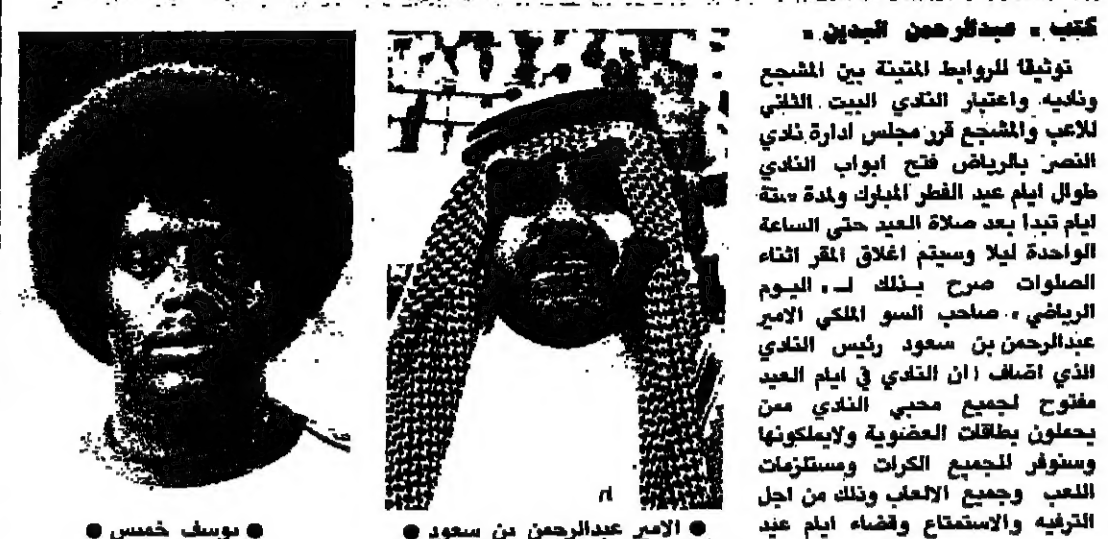 كتب - عبدالرحمن البدين -
توثيقا للروابط المتينة بين المشجع
وناديه واعتبار النادي البيت الثاني
للاعب والمشجع قرر مجلس ادارة نادي
النصر بالرياض فتح ابواب النادي
طوال ايام عيد الفطر المبارك ولمدة ستة
ايام تبدأ بعد صلاة العيد حتى الساعة
الواحدة ليلا وسيتم اغلاق المقر اثناء
الصلوات صرح بذلك لـ «اليوم
الرياضي» صاحب السو الملكي الامير
عبدالرحمن بن سعود رئيس النادي
الذي اضاف ان النادي في ايام العيد
مفتوح لجميع محبي النادي ممن
يحملون بطاقات العضوية ولايملكونها
وسنوفر للجميع الكرات ومستلزمات
اللعب وجميع الالعاب وذلك من اجل
الترفيه والاستمتاع وقضاء ايام عيد
● الامير عبدالرحمن بن سعود ●
● يوسف خميس ●